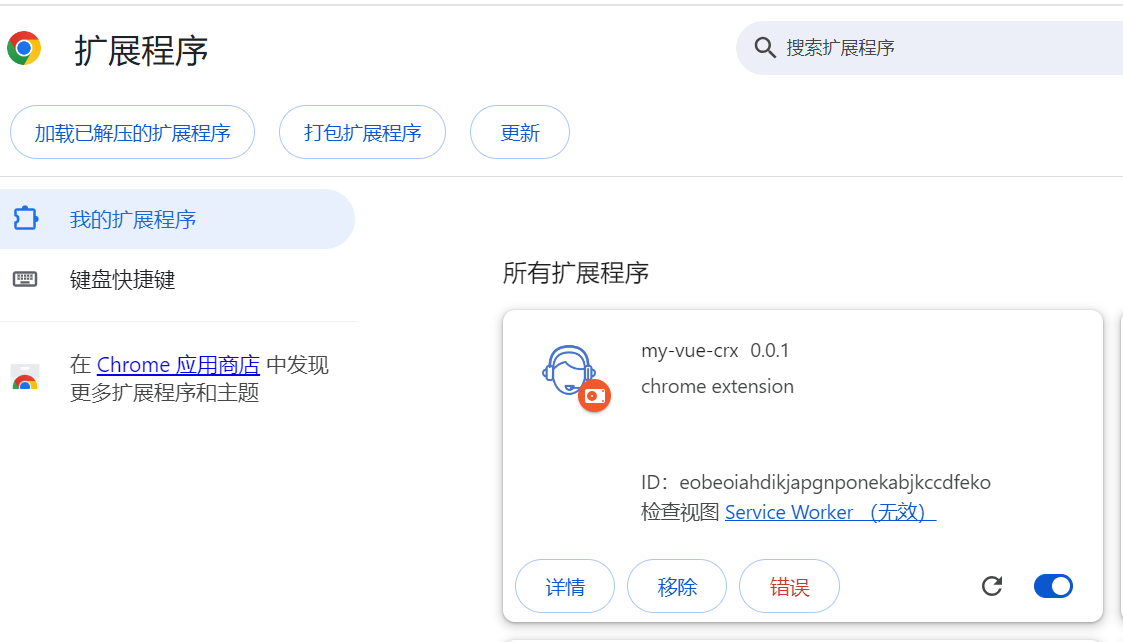 扩展程序
搜索扩展程序
加载已解压的扩展程序
打包扩展程序
更新
我的扩展程序
键盘快捷键
在 Chrome 应用商店 中发现
更多扩展程序和主题
所有扩展程序
my-vue-crx 0.0.1
chrome extension
ID：eobeoiahdikjapgnponekabjkccdfeko
检查视图 Service Worker （无效）
详情
移除
错误